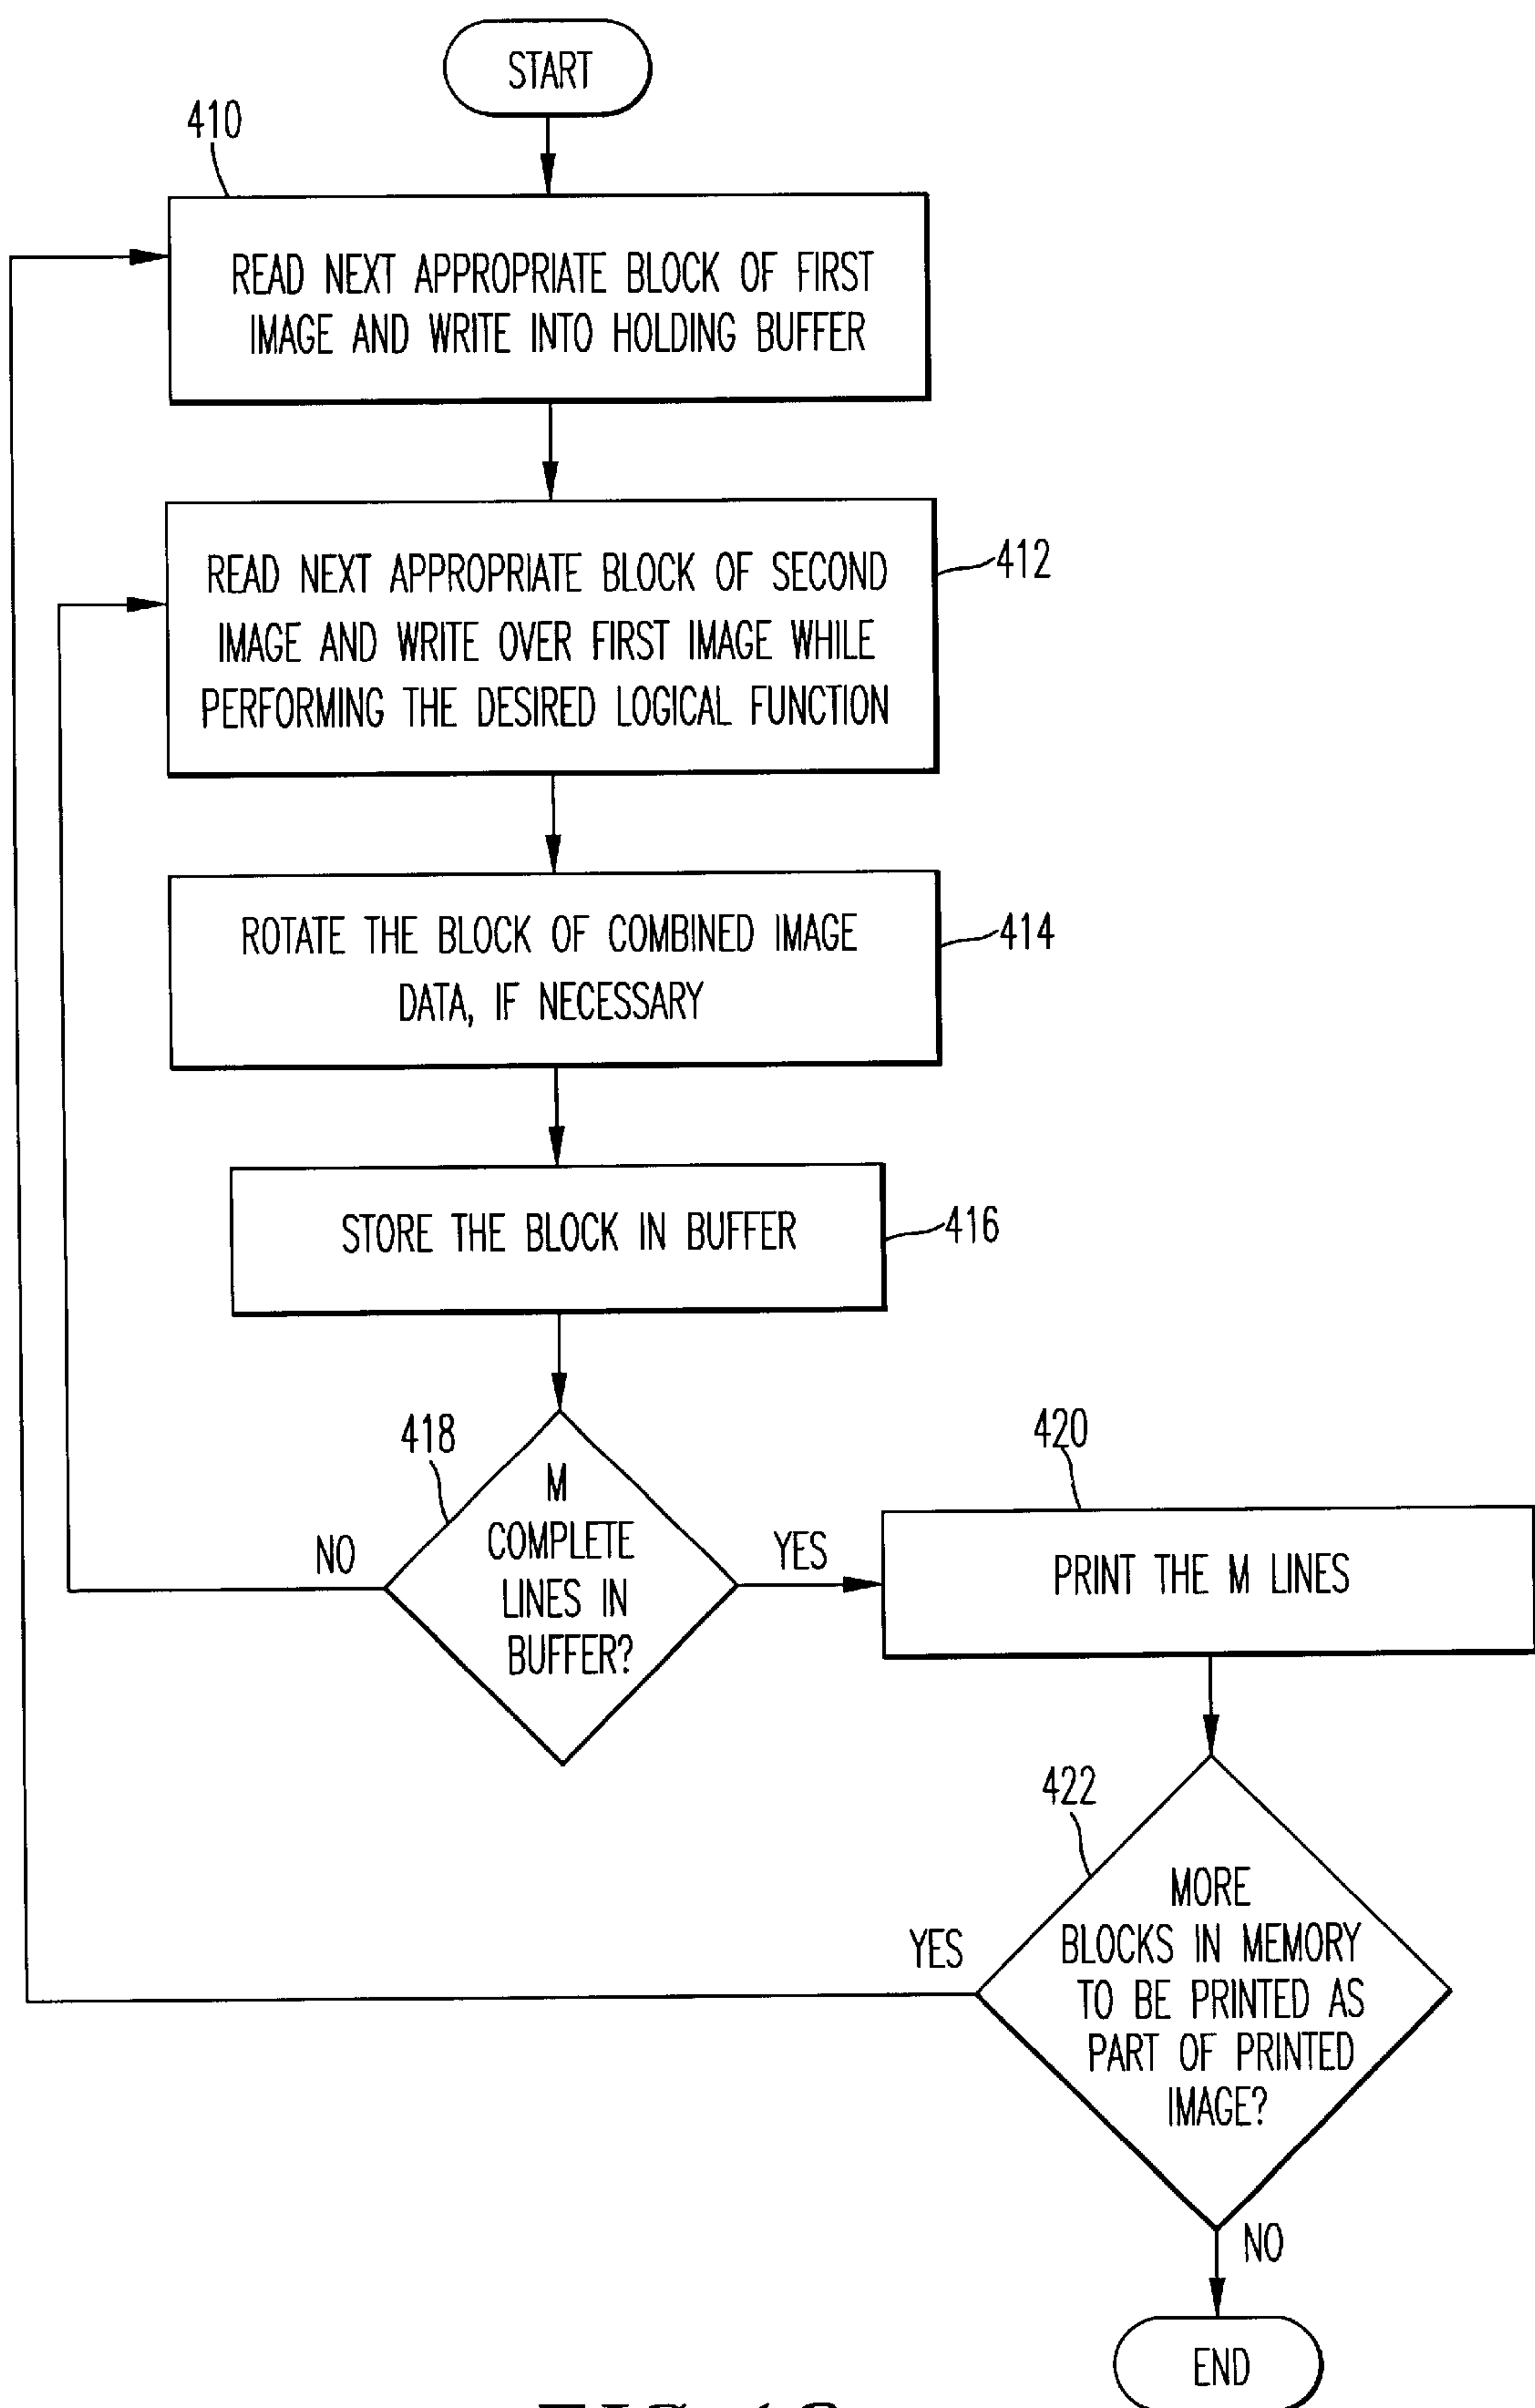 START
410
READ NEXT APPROPRIATE BLOCK OF FIRST
IMAGE AND WRITE INTO HOLDING BUFFER
READ NEXT APPROPRIATE BLOCK OF SECOND
IMAGE AND WRITE OVER FIRST IMAGE WHILE
PERFORMING THE DESIRED LOGICAL FUNCTION
412
ROTATE THE BLOCK OF COMBINED IMAGE
DATA, IF NECESSARY
414
STORE THE BLOCK IN BUFFER
416
418
M
COMPLETE
LINES IN
BUFFER?
NO
YES
420
PRINT THE M LINES
422
MORE
BLOCKS IN MEMORY
TO BE PRINTED AS
PART OF PRINTED
IMAGE?
YES
NO
END